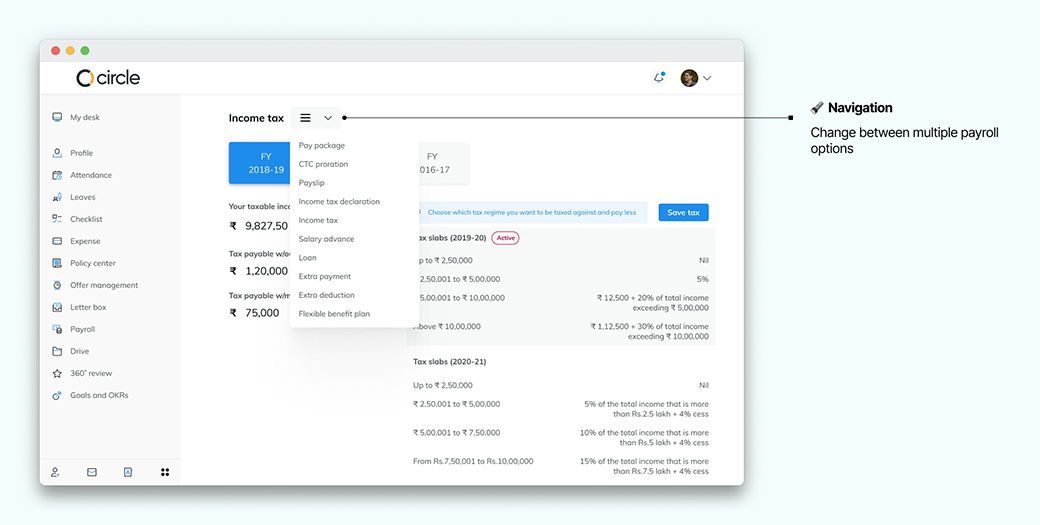 circle
My desk
Profile
Attendance
Leaves
Checklist
Expense
Policy center
Offer management
Letter box
Payroll
Drive
360° review
Goals and OKRs
Income tax
Pay package
CTC proration
Payslip
Income tax declaration
Income tax
Salary advance
Loan
Extra payment
Extra deduction
Flexible benefit plan
FY
2018-19
FY
016-17
Your taxable inco
₹ 9,827,50
Tax payable w/o
₹ 1,20,000
Tax payable w/m
₹ 75,000
Choose which tax regime you want to be taxed against and pay less
Save tax
ax slabs (2019-20) Active
p to ₹ 2,50,000 Nil
2,50,001 to ₹ 5,00,000 5%
5,00,001 to ₹ 10,00,000 ₹ 12,500 + 20% of total income
exceeding ₹ 5,00,000
Above ₹ 10,00,000 ₹ 1,12,500 + 30% of total income
exceeding ₹ 10,00,000
Tax slabs (2020-21)
Up to ₹ 2,50,000 Nil
₹ 2,50,001 to ₹ 5,00,000 5% of the total income that is more
than Rs.2.5 lakh + 4% cess
₹ 5,00,001 to ₹ 7,50,000 10% of the total income that is more
than Rs.5 lakh + 4% cess
From Rs.7,50,001 to Rs.10,00,000 15% of the total income that is more
than Rs.7.5 lakh + 4% cess
Navigation
Change between multiple payroll
options